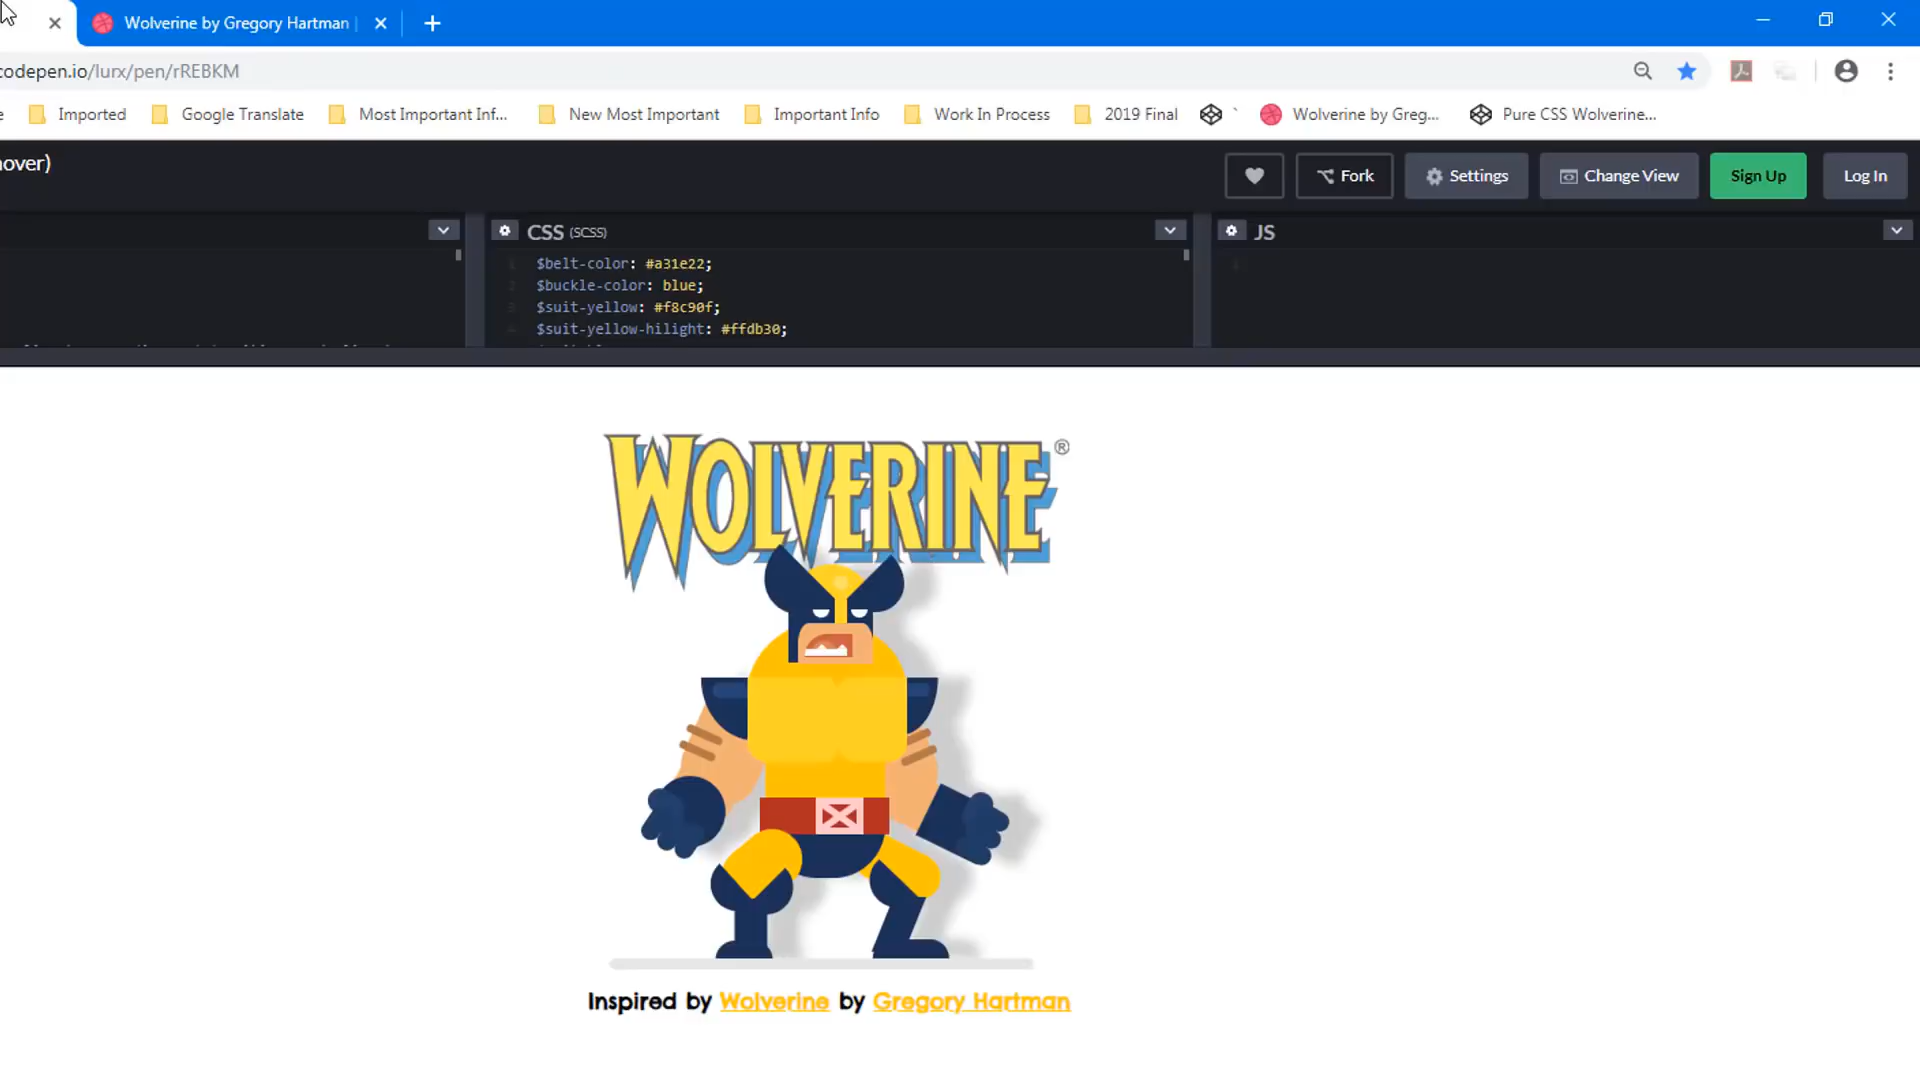 Wolverine by Gregory Hartman
codepen.io/lurx/pen/rREBKM
Imported
Google Translate
Most Important Inf...
New Most Important
Important Info
Work In Process
2019 Final
`
Wolverine by Greg...
Pure CSS Wolverine...
hover)
Fork
Settings
Change View
Sign Up
Log In
CSS (SCSS)
JS
$belt-color: #a31e22;
2 $buckle-color: blue;
3 $suit-yellow: #f8c90f;
$suit-yellow-hilight: #ffdb30;
WOLVERINE®
Inspired by Wolverine by Gregory Hartman